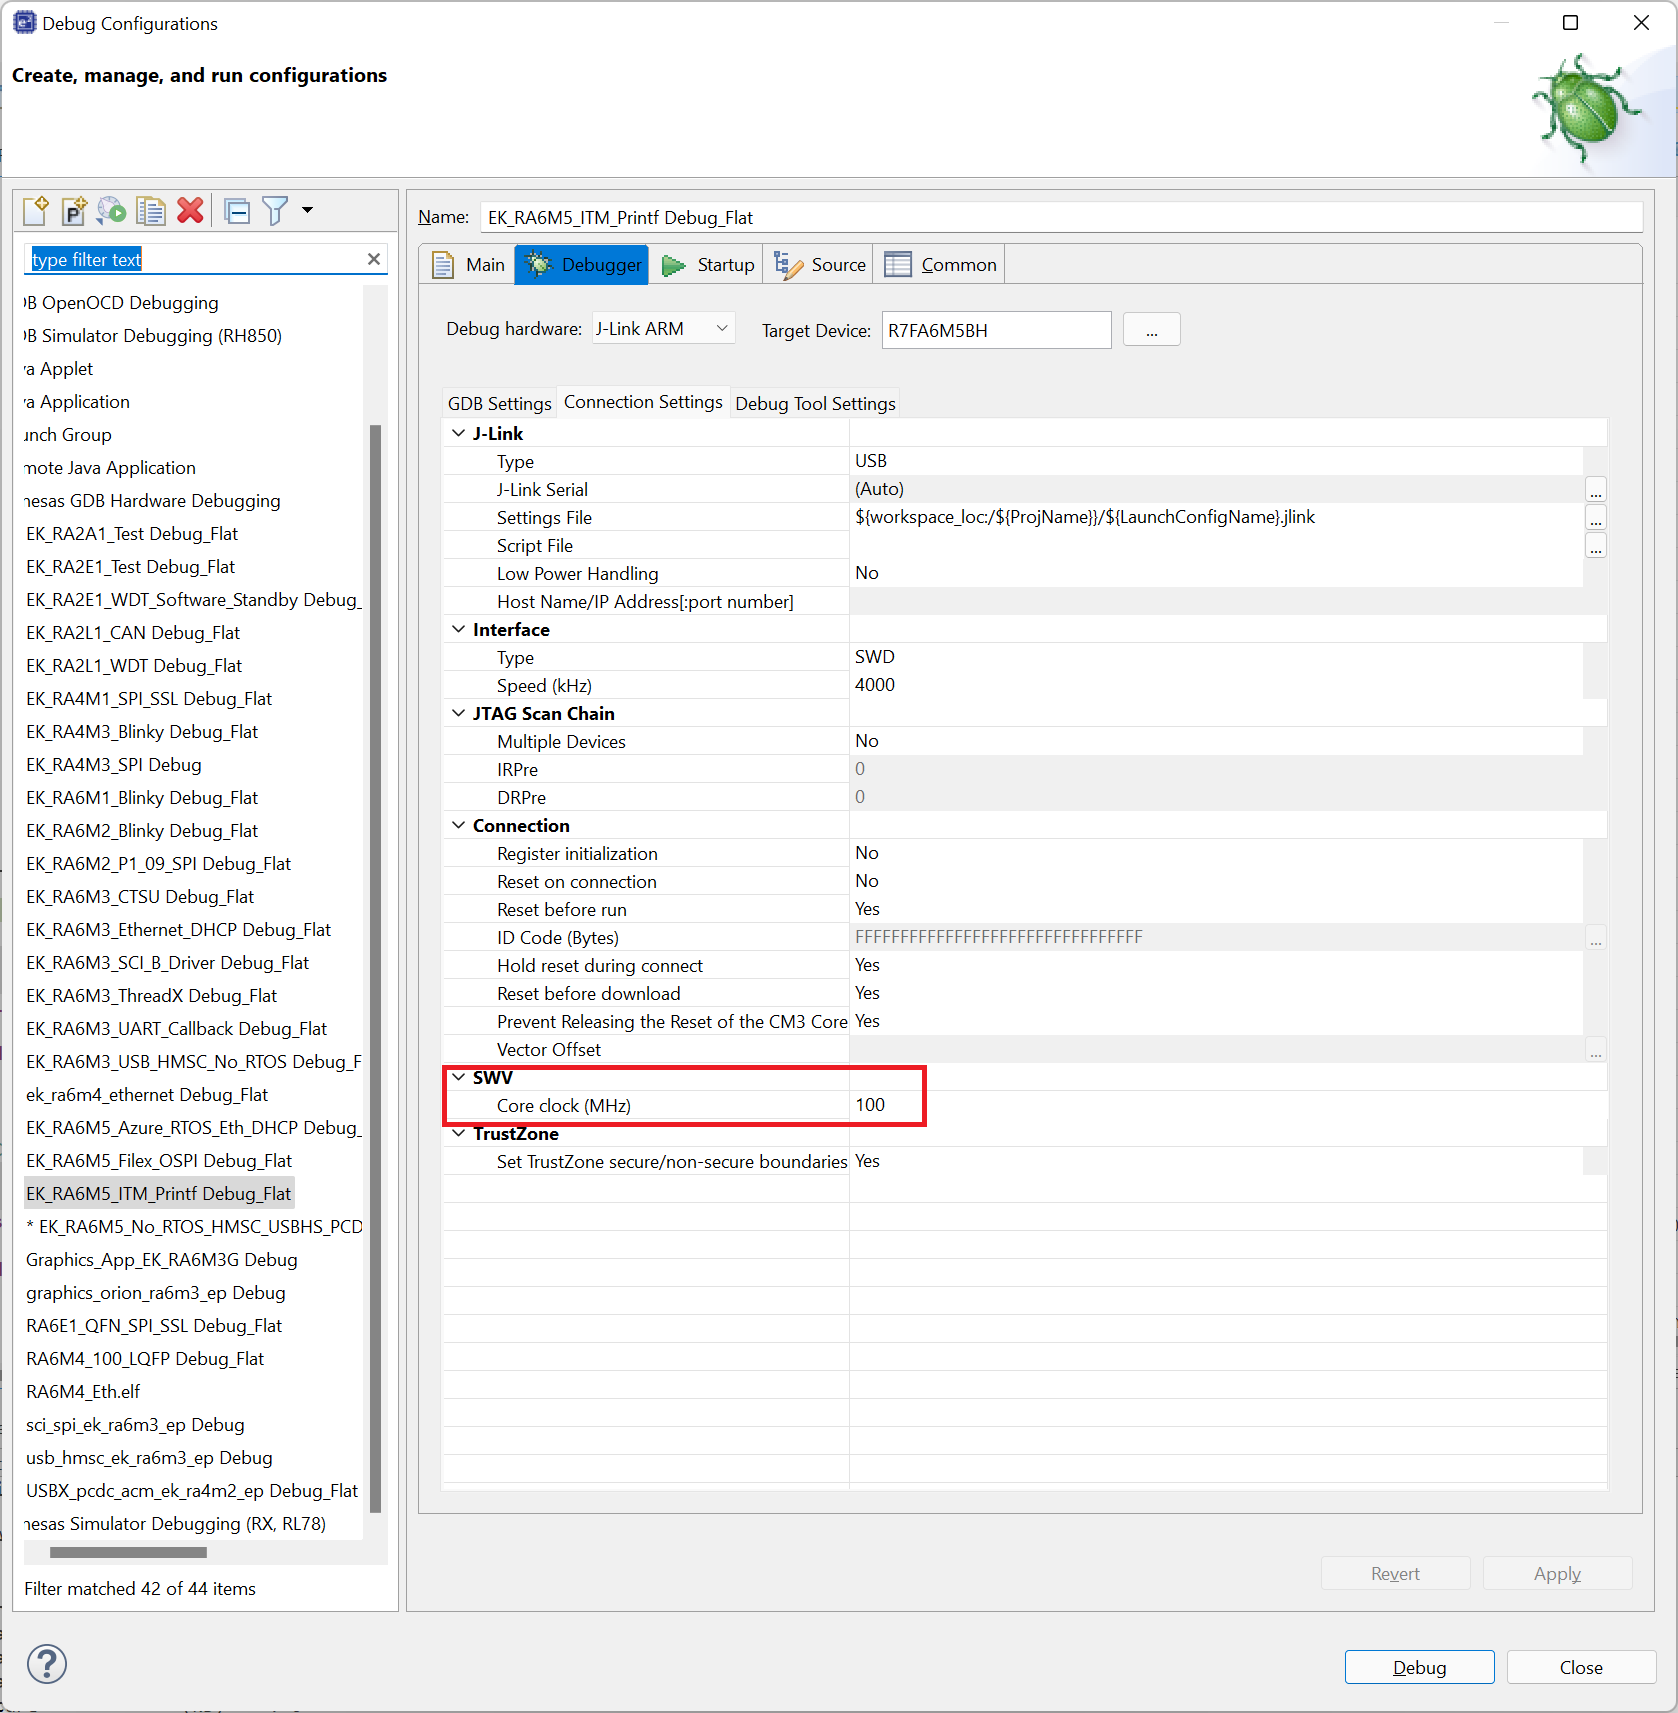 Debug Configurations
Create, manage, and run configurations
type filter text
B OpenOCD Debugging
B Simulator Debugging (RH850)
a Applet
a Application
unch Group
mote Java Application
nesas GDB Hardware Debugging
EK_RA2A1_Test Debug_Flat
EK_RA2E1_Test Debug_Flat
EK_RA2E1_WDT_Software_Standby Debug_
EK_RA2L1_CAN Debug_Flat
EK_RA2L1_WDT Debug_Flat
EK_RA4M1_SPI_SSL Debug_Flat
EK_RA4M3_Blinky Debug_Flat
EK_RA4M3_SPI Debug
EK_RA6M1_Blinky Debug_Flat
EK_RA6M2_Blinky Debug_Flat
EK_RA6M2_P1_09_SPI Debug_Flat
EK_RA6M3_CTSU Debug_Flat
EK_RA6M3_Ethernet_DHCP Debug_Flat
EK_RA6M3_SCI_B_Driver Debug_Flat
EK_RA6M3_ThreadX Debug_Flat
EK_RA6M3_UART_Callback Debug_Flat
EK_RA6M3_USB_HMSC_No_RTOS Debug_F
ek_ra6m4_ethernet Debug_Flat
EK_RA6M5_Azure_RTOS_Eth_DHCP Debug_
EK_RA6M5_Filex_OSPI Debug_Flat
EK_RA6M5_ITM_Printf Debug_Flat
* EK_RA6M5_No_RTOS_HMSC_USBHS_PCD
Graphics_App_EK_RA6M3G Debug
graphics_orion_ra6m3_ep Debug
RA6E1_QFN_SPI_SSL Debug_Flat
RA6M4_100_LQFP Debug_Flat
RA6M4_Eth.elf
sci_spi_ek_ra6m3_ep Debug
usb_hmsc_ek_ra6m3_ep Debug
USBX_pcdc_acm_ek_ra4m2_ep Debug_Flat
nesas Simulator Debugging (RX, RL78)
Filter matched 42 of 44 items
Name: EK_RA6M5_ITM_Printf Debug_Flat
Main Debugger Startup Source Common
Debug hardware: J-Link ARM Target Device: R7FA6M5BH ...
GDB Settings Connection Settings Debug Tool Settings
J-Link
Type USB
J-Link Serial (Auto) ...
Settings File ${workspace_loc:/${ProjName}}/${LaunchConfigName}.jlink ...
Script File ...
Low Power Handling No
Host Name/IP Address[:port number]
Interface
Type SWD
Speed (kHz) 4000
JTAG Scan Chain
Multiple Devices No
IRPre 0
DRPre 0
Connection
Register initialization No
Reset on connection No
Reset before run Yes
ID Code (Bytes) FFFFFFFFFFFFFFFFFFFFFFFFFFFFFFFF ...
Hold reset during connect Yes
Reset before download Yes
Prevent Releasing the Reset of the CM3 Core Yes
Vector Offset ...
SWV
Core clock (MHz) 100
TrustZone
Set TrustZone secure/non-secure boundaries Yes
Revert Apply
? Debug Close